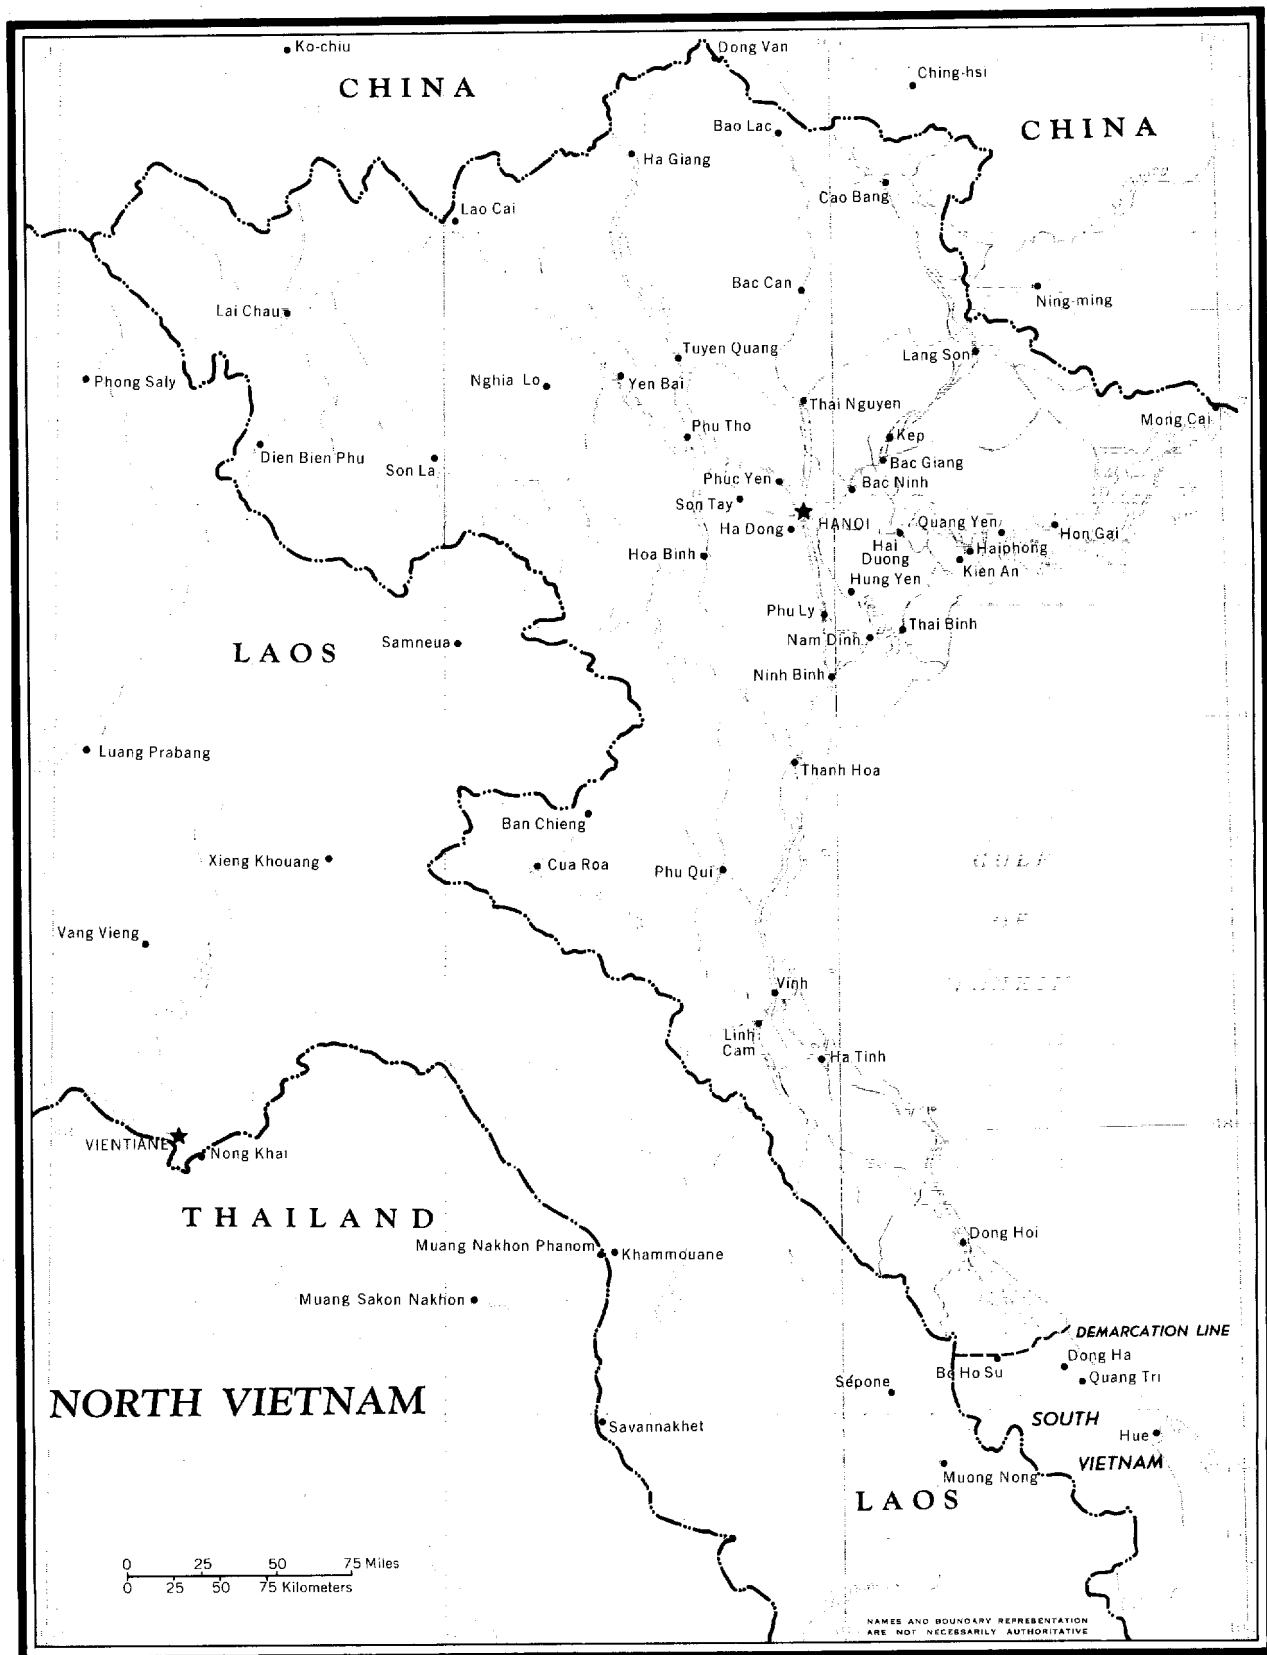 Ko-chiu
Dong Van
Ching-hsi
CHINA
CHINA
Bao Lac
Ha Giang
Cao Bang
Lao Cai
Bac Can
Ning-ming
Lai Chau
Tuyen Quang
Lang Son
Phong Saly
Nghia Lo
Yen Bai
Thai Nguyen
Mong Cai
Phu Tho
Kep
Dien Bien Phu
Son La
Bac Giang
Phuc Yen
Bac Ninh
Son Tay
Ha Dong
HANOI
Quang Yen
Hon Gai
Hai
Duong
Haiphong
Hoa Binh
Kien An
Hung Yen
Phu Ly
Thai Binh
LAOS
Samneua
Nam Dinh
Ninh Binh
Luang Prabang
Thanh Hoa
Ban Chieng
Xieng Khouang
Cua Roa
Phu Qui
GULF
OF
TONKIN
Vang Vieng
Vinh
Linh
Cam
Ha Tinh
VIENTIANE
Nong Khai
18
THAILAND
Dong Hoi
Muang Nakhon Phanom
Khammouane
Muang Sakon Nakhon
DEMARCATION LINE
Dong Ha
Bo Ho Su
Quang Tri
Sépone
NORTH VIETNAM
SOUTH
VIETNAM
Hue
Savannakhet
Muong Nong
LAOS
0 25 50 75 Miles
0 25 50 75 Kilometers
NAMES AND BOUNDARY REPRESENTATION
ARE NOT NECESSARILY AUTHORITATIVE